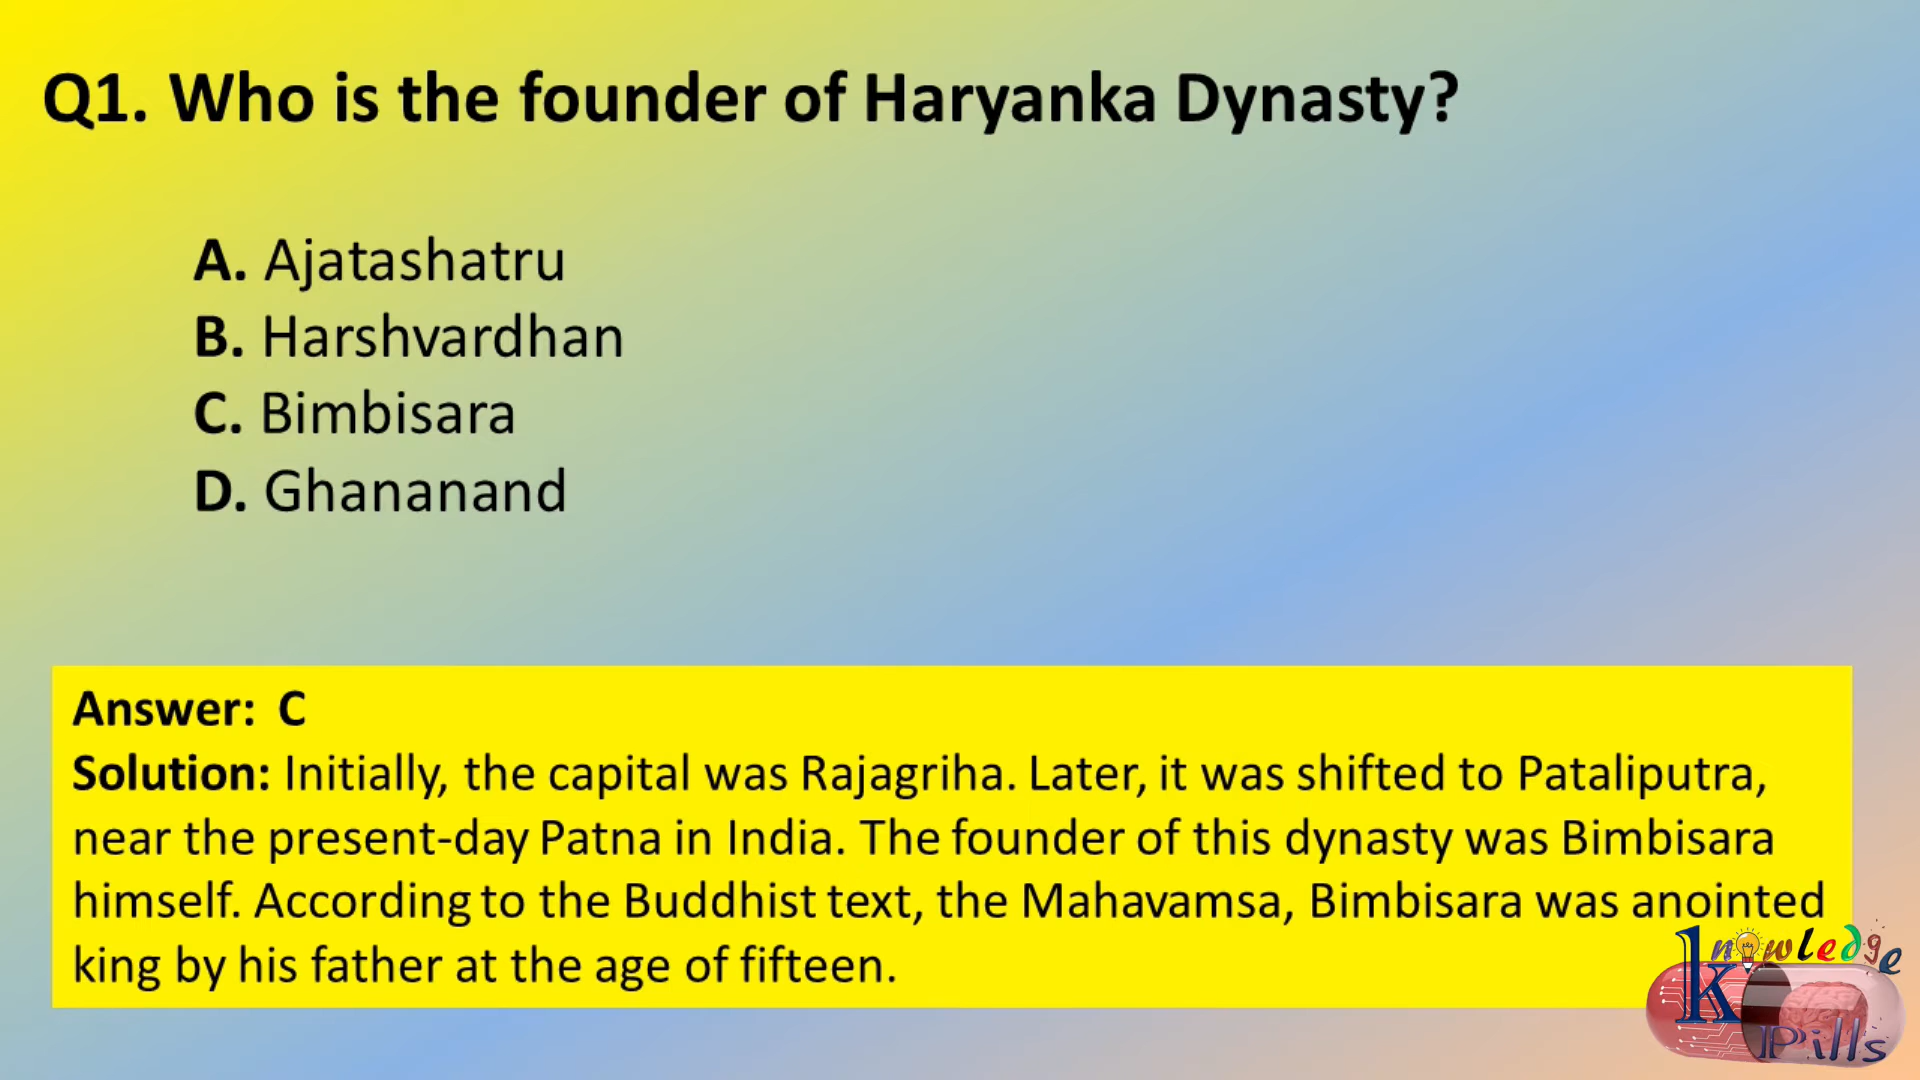 Q1. Who is the founder of Haryanka Dynasty?
A. Ajatashatru
B. Harshvardhan
C. Bimbisara
D. Ghananand
Answer: C
Solution: Initially, the capital was Rajagriha. Later, it was shifted to Pataliputra,
near the present-day Patna in India. The founder of this dynasty was Bimbisara
himself. According to the Buddhist text, the Mahavamsa, Bimbisara was anointed
king by his father at the age of fifteen.
Knowledge
Pills